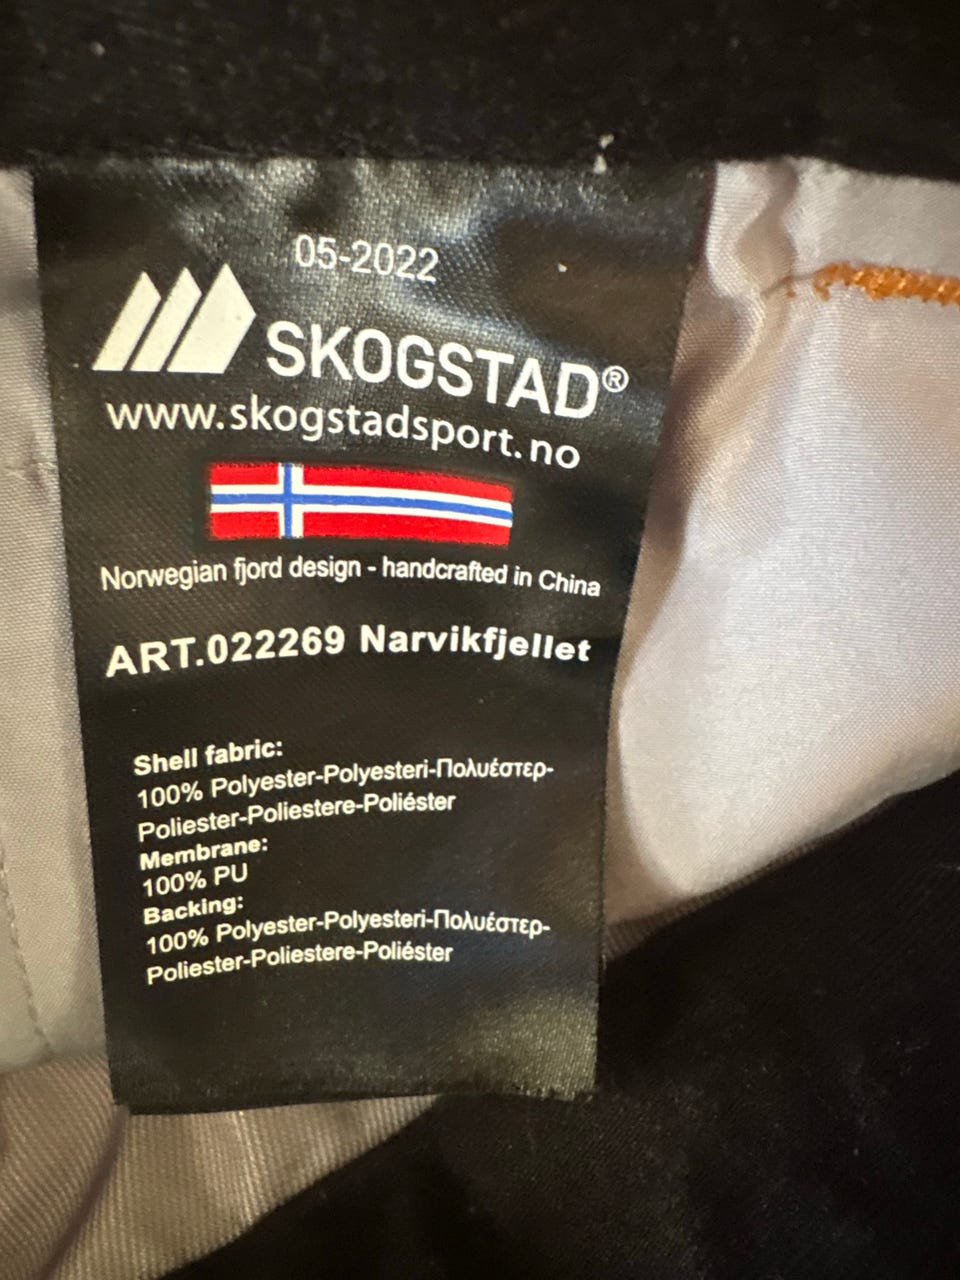 05-2022
SKOGSTAD®
www.skogstadsport.no
Norwegian fjord design - handcrafted in China
ART.022269 Narvikfjellet
Shell fabric:
100% Polyester-Polyesteri-Πολυέστερ-
Poliester-Poliestere-Poliéster
Membrane:
100% PU
Backing:
100% Polyester-Polyesteri-Πολυέστερ-
Poliester-Poliestere-Poliéster